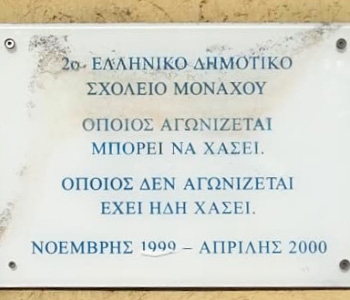 2ο ΕΛΛΗΝΙΚΟ ΔΗΜΟΤΙΚΟ
ΣΧΟΛΕΙΟ ΜΟΝΑΧΟΥ
ΟΠΟΙΟΣ ΑΓΩΝΙΖΕΤΑΙ
ΜΠΟΡΕΙ ΝΑ ΧΑΣΕΙ.
ΟΠΟΙΟΣ ΔΕΝ ΑΓΩΝΙΖΕΤΑΙ
ΕΧΕΙ ΗΔΗ ΧΑΣΕΙ.
ΝΟΕΜΒΡΗΣ 1999 – ΑΠΡΙΛΗΣ 2000